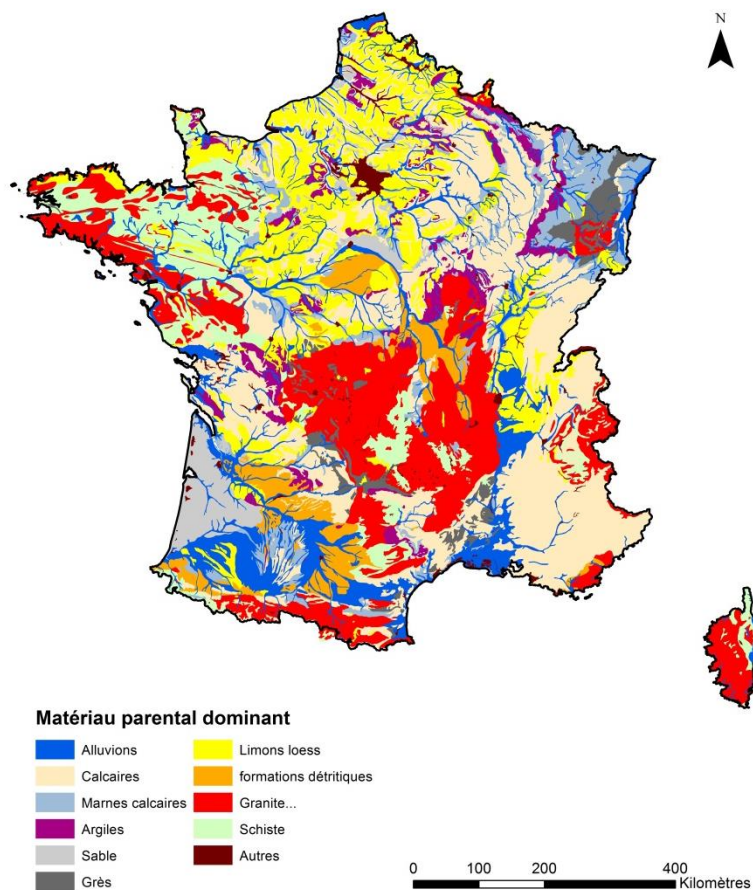 N
Matériau parental dominant
Alluvions
Calcaires
Marnes calcaires
Argiles
Sable
Grès
Limons loess
formations détritiques
Granite...
Schiste
Autres
0 100 200 400
Kilomètres